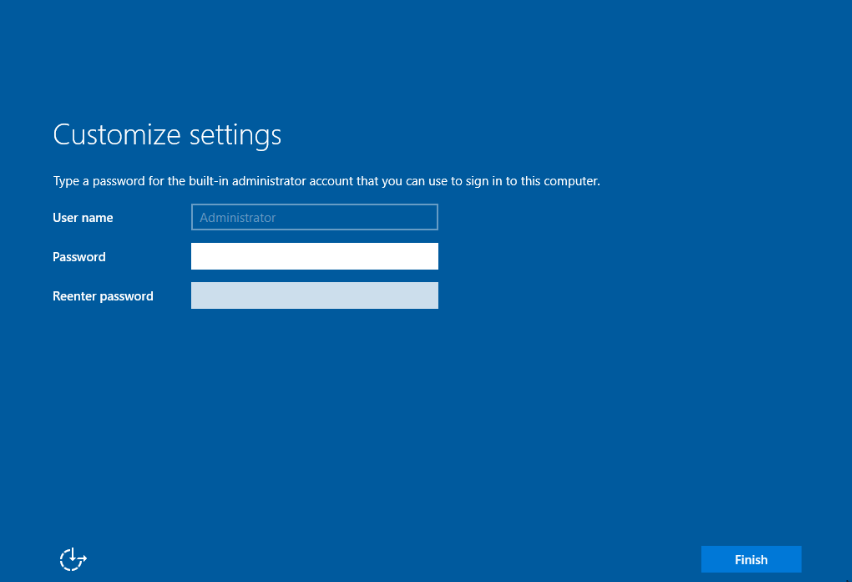 Customize settings
Type a password for the built-in administrator account that you can use to sign in to this computer.
User name
Administrator
Password
Reenter password
Finish